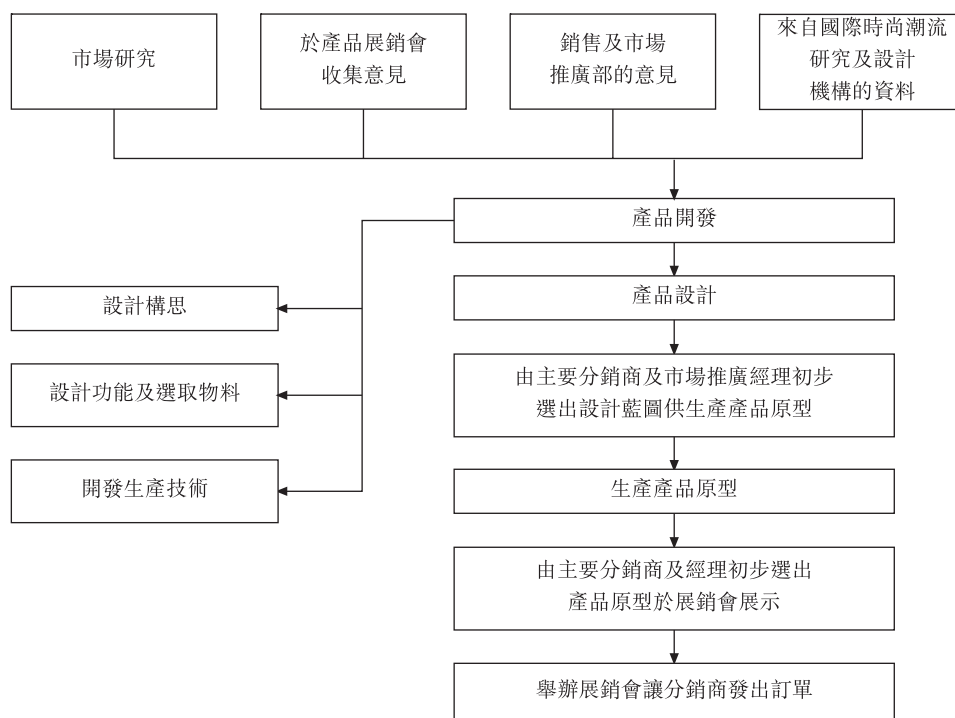 市場研究
於產品展銷會
收集意見
銷售及市場
推廣部的意見
來自國際時尚潮流
研究及設計
機構的資料
產品開發
設計構思
產品設計
設計功能及選取物料
由主要分銷商及市場推廣經理初步
選出設計藍圖供生產產品原型
開發生產技術
生產產品原型
由主要分銷商及經理初步選出
產品原型於展銷會展示
舉辦展銷會讓分銷商發出訂單